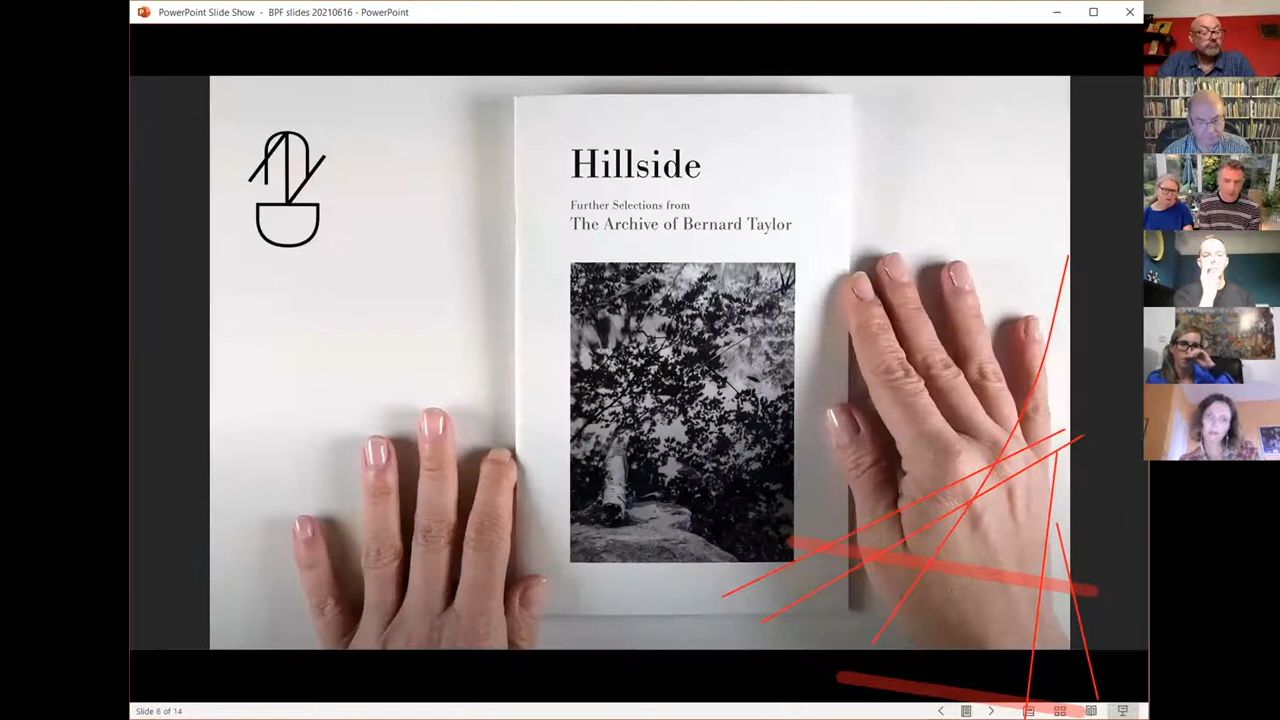 PowerPoint Slide Show - BPF slides 20210616 - PowerPoint
Hillside
Further Selections from
The Archive of Bernard Taylor
Slide 6 of 14